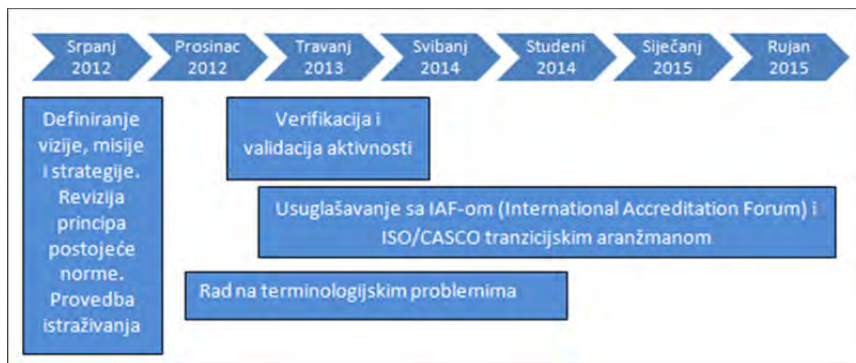 Srpanj
2012
Prosinac
2012
Travanj
2013
Svibanj
2014
Studeni
2014
Siječanj
2015
Rujan
2015
Definiranje
vizije, misije
i strategije.
Revizija
principa
postojeće
norme.
Provedba
istraživanja
Verifikacija i
validacija aktivnosti
Usuglašavanje sa IAF-om (International Accreditation Forum) i
ISO/CASCO tranzicijskim aranžmanom
Rad na terminologijskim problemima